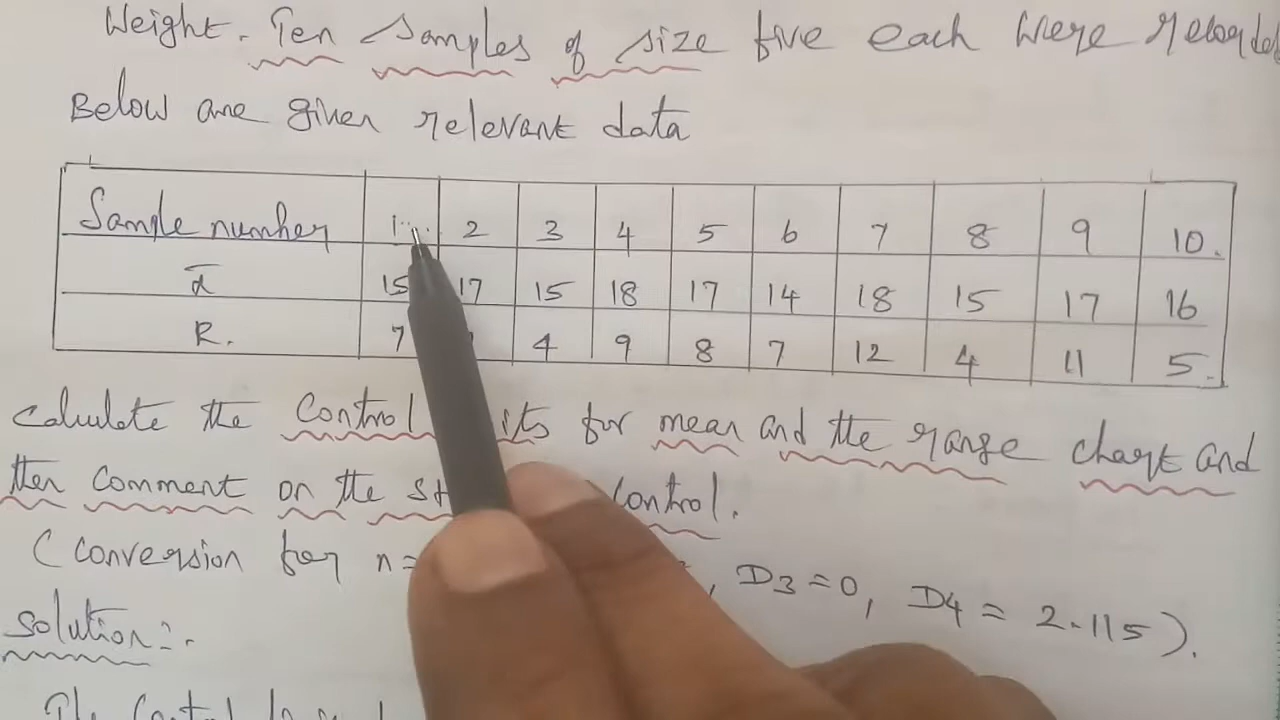 Weight. Ten Samples of size five each were
Below are given relevant data
Sample number 1 2 3 4 5 6 7 8 9 10.
x̄ 15 17 15 18 17 14 18 15 17 16
R. 7 4 9 8 7 12 4 11 5.
Calculate the Control for mean and the range chart and
then comment on the control.
(Conversion for n= , D3=0, D4 = 2.115).
Solution:-